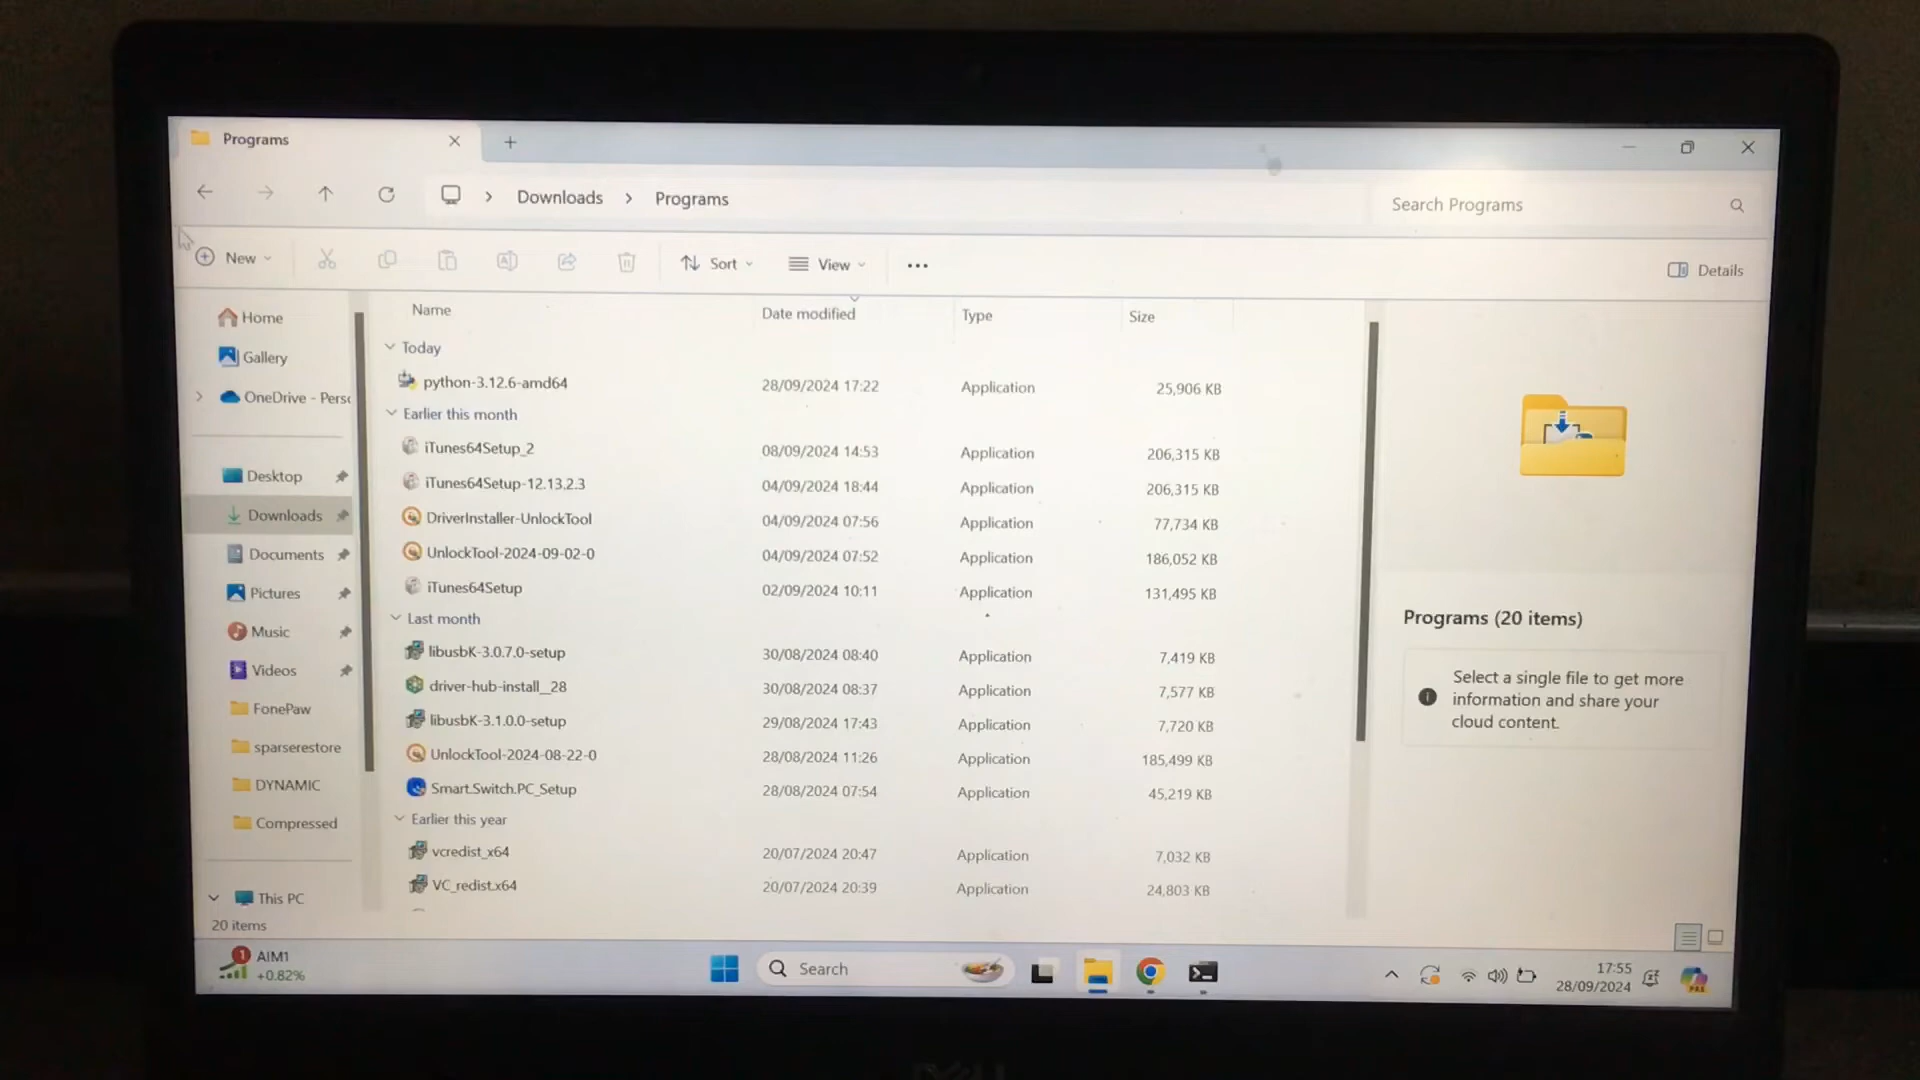 Programs
Downloads > Programs
Search Programs
New
Sort
View
Details
Name Date modified Type Size
Today
python-3.12.6-amd64 28/09/2024 17:22 Application 25,906 KB
Earlier this month
iTunes64Setup_2 08/09/2024 14:53 Application 206,315 KB
iTunes64Setup-12.13.2.3 04/09/2024 18:44 Application 206,315 KB
DriverInstaller-UnlockTool 04/09/2024 07:56 Application 77,734 KB
UnlockTool-2024-09-02-0 04/09/2024 07:52 Application 186,052 KB
iTunes64Setup 02/09/2024 10:11 Application 131,495 KB
Last month
libusbK-3.0.7.0-setup 30/08/2024 08:40 Application 7,419 KB
driver-hub-install__28 30/08/2024 08:37 Application 7,577 KB
libusbK-3.1.0.0-setup 29/08/2024 17:43 Application 7,720 KB
UnlockTool-2024-08-22-0 28/08/2024 11:26 Application 185,499 KB
Smart.Switch.PC_Setup 28/08/2024 07:54 Application 45,219 KB
Earlier this year
vcredist_x64 20/07/2024 20:47 Application 7,032 KB
VC_redist.x64 20/07/2024 20:39 Application 24,803 KB
Home
Gallery
OneDrive - Pers
Desktop
Downloads
Documents
Pictures
Music
Videos
FonePaw
sparserestore
DYNAMIC
Compressed
This PC
20 items
Programs (20 items)
Select a single file to get more
information and share your
cloud content.
1
AIM1
+0.82%
Search
17:55
28/09/2024